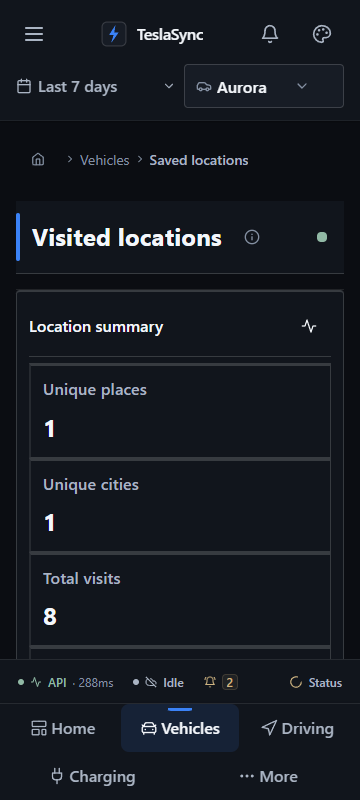 TeslaSync
Last 7 days
Aurora
Vehicles
Saved locations
Visited locations
Location summary
Unique places
1
Unique cities
1
Total visits
8
API · 288ms
Idle
2
Status
Home
Vehicles
Driving
Charging
More